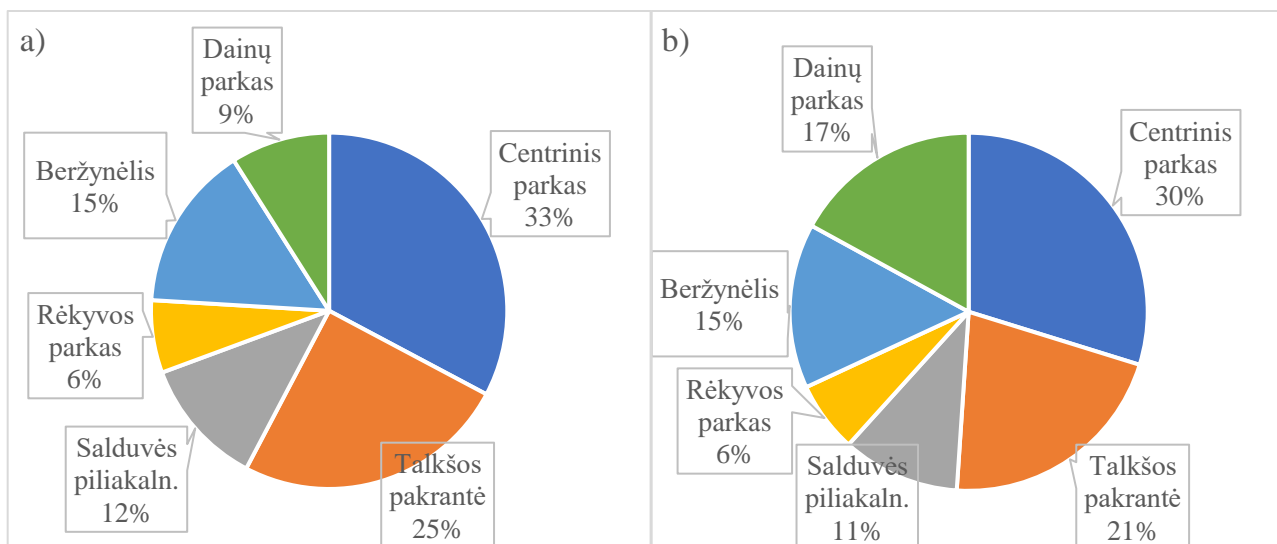 a)
Dainų
parkas
9%
Centrinis
parkas
33%
Beržynėlis
15%
Rėkyvos
parkas
6%
Salduvės
piliakaln.
12%
Talkšos
pakrantė
25%
b)
Dainų
parkas
17%
Centrinis
parkas
30%
Beržynėlis
15%
Rėkyvos
parkas
6%
Salduvės
piliakaln.
11%
Talkšos
pakrantė
21%